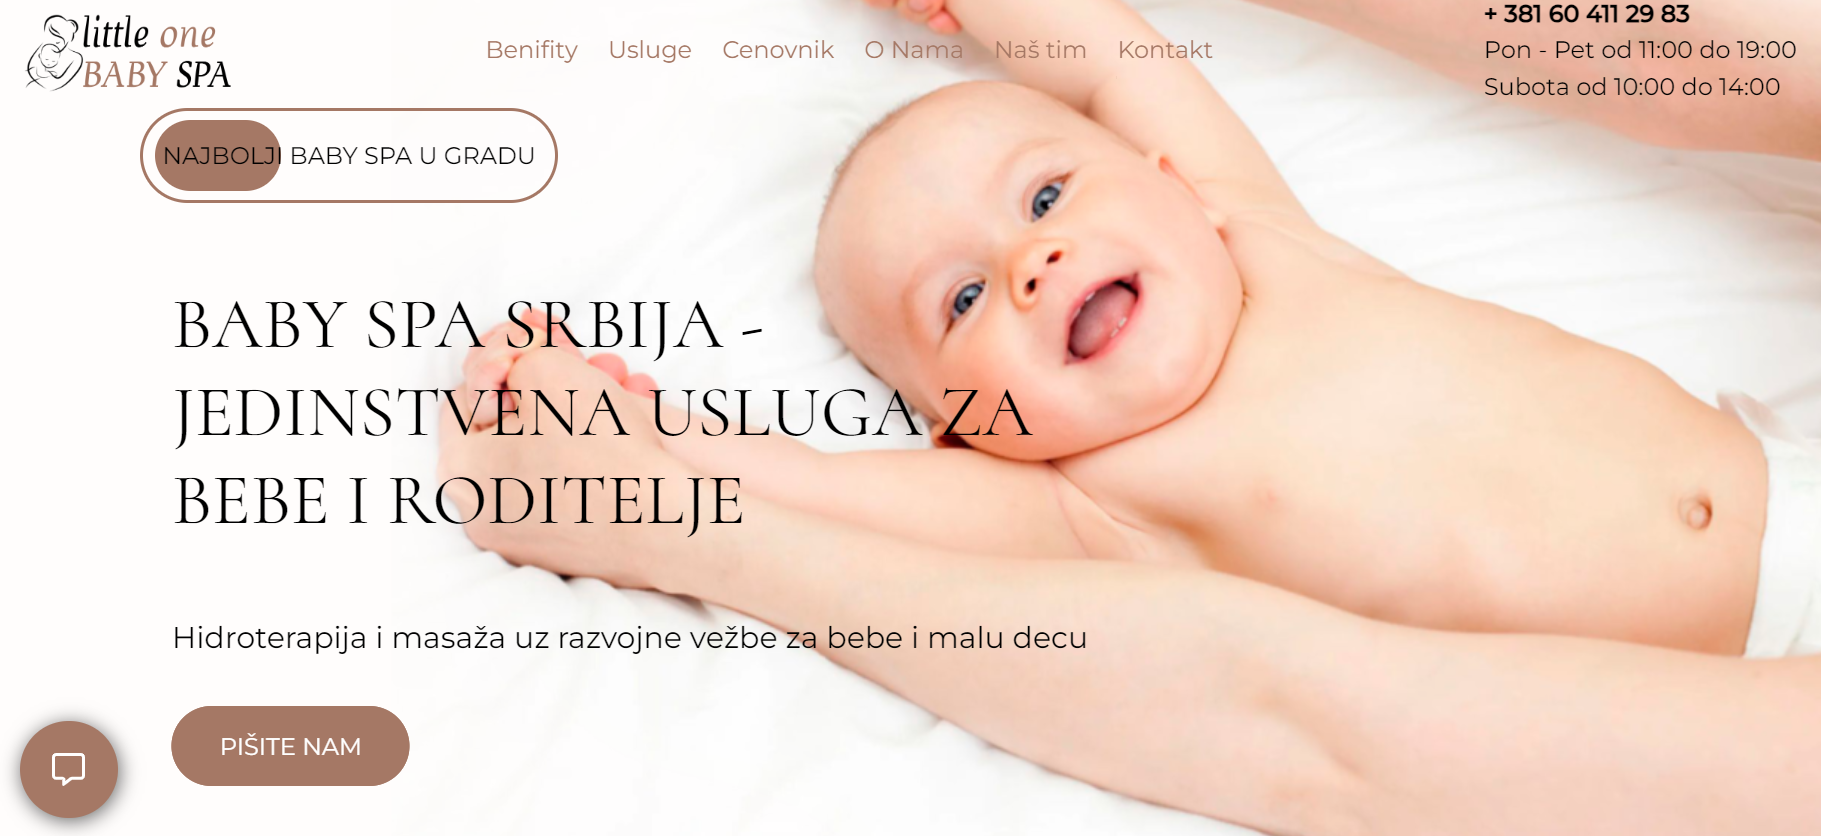 little one
BABY SPA
Benifity Usluge Cenovnik O Nama Naš tim Kontakt
+ 381 60 411 29 83
Pon - Pet od 11:00 do 19:00
Subota od 10:00 do 14:00
NAJBOLJI BABY SPA U GRADU
BABY SPA SRBIJA -
JEDINSTVENA USLUGA ZA
BEBE I RODITELJE
Hidroterapija i masaža uz razvojne vežbe za bebe i malu decu
PIŠITE NAM